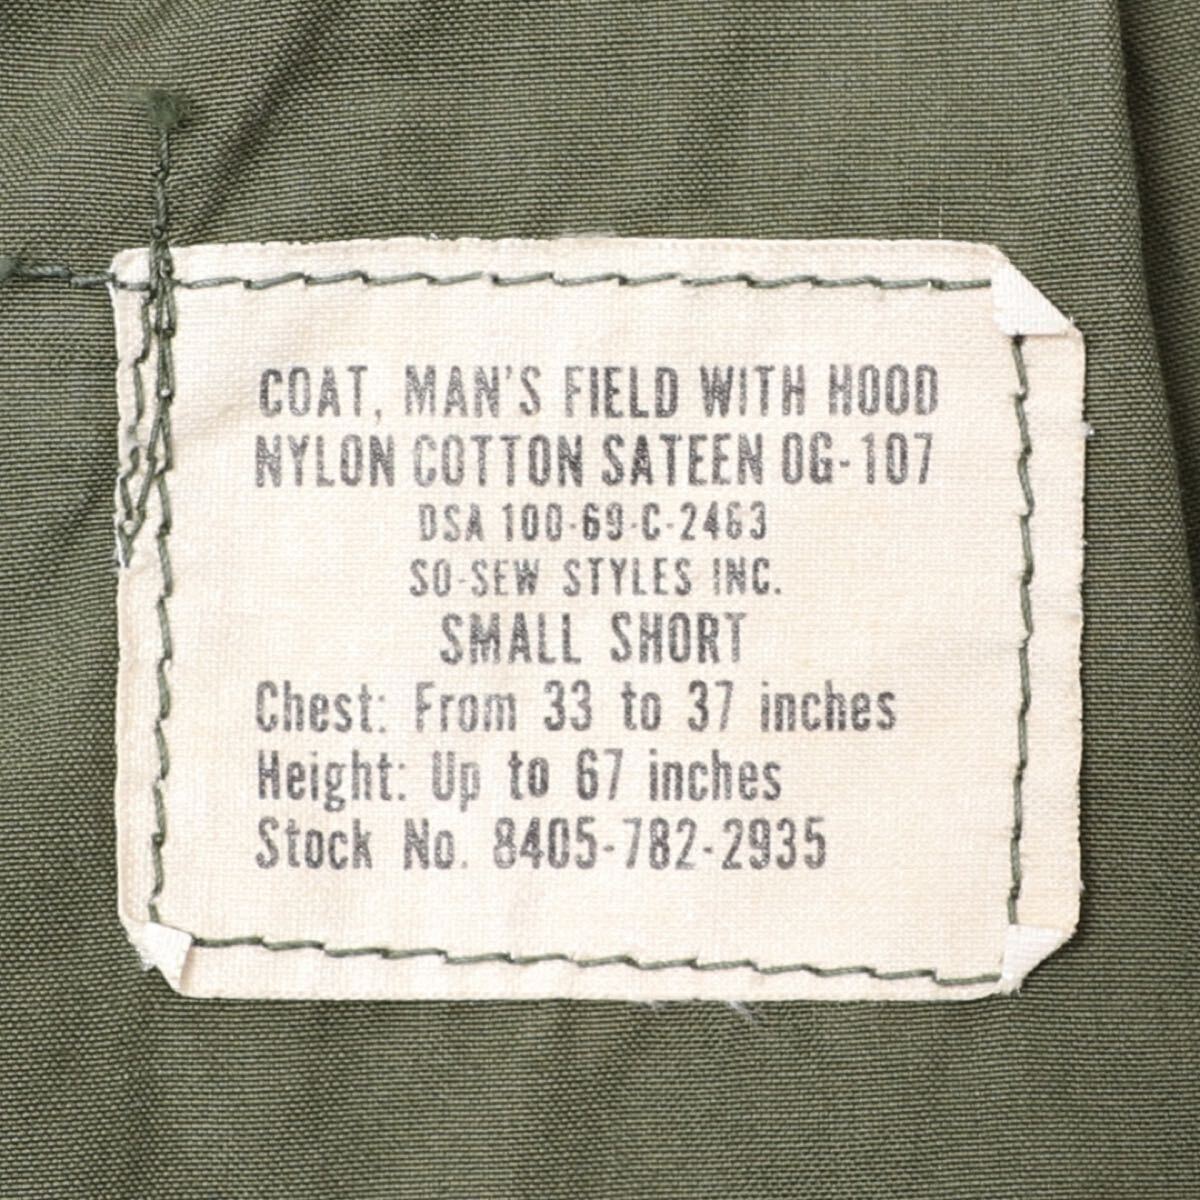 COAT, MAN'S FIELD WITH HOOD
NYLON COTTON SATEEN OG-107
DSA 100-69-C-2463
SO-SEW STYLES INC.
SMALL SHORT
Chest: From 33 to 37 inches
Height: Up to 67 inches
Stock No. 8405-782-2935